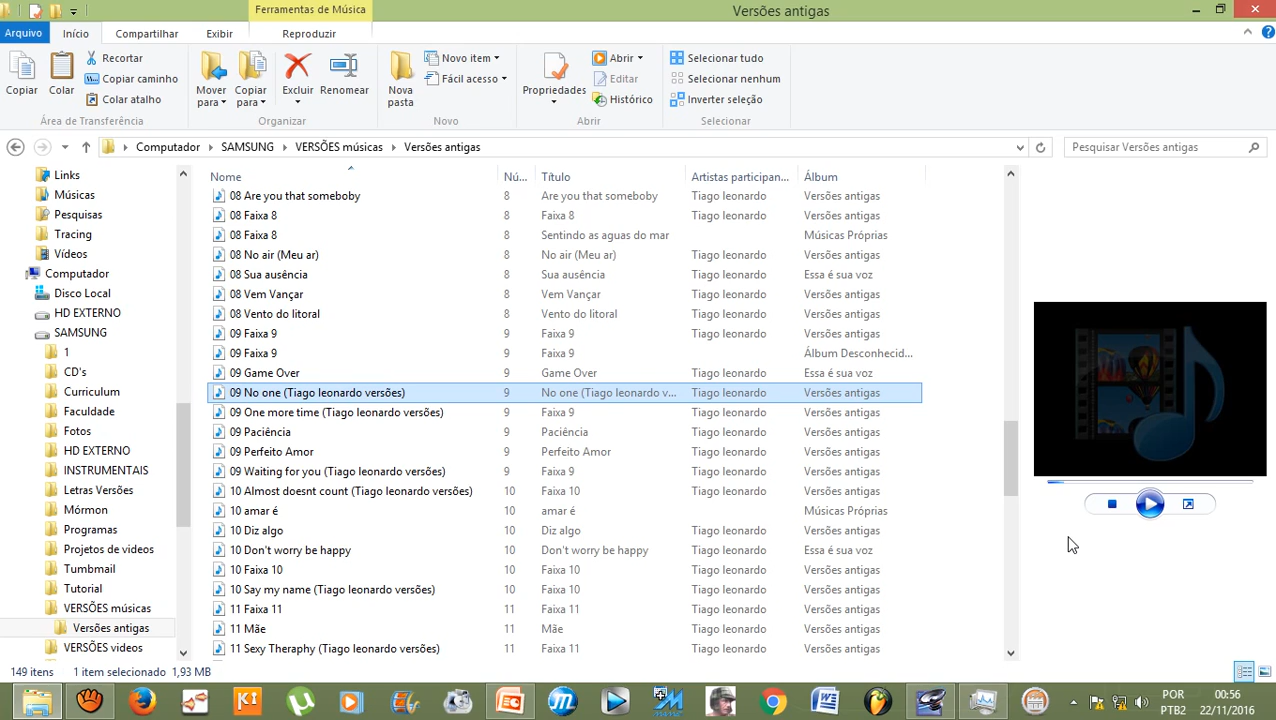 Ferramentas de Música
Versões antigas
Arquivo Início Compartilhar Exibir Reproduzir
Copiar
Colar
Recortar
Copiar caminho
Colar atalho
Área de Transferência
Mover para
Copiar para
Excluir
Renomear
Organizar
Nova pasta
Novo item
Fácil acesso
Novo
Propriedades
Abrir
Editar
Histórico
Abrir
Selecionar tudo
Selecionar nenhum
Inverter seleção
Selecionar
Computador SAMSUNG VERSÕES músicas Versões antigas
Pesquisar Versões antigas
Links
Músicas
Pesquisas
Tracing
Vídeos
Computador
Disco Local
HD EXTERNO
SAMSUNG
1
CD's
Curriculum
Faculdade
Fotos
HD EXTERNO
INSTRUMENTAIS
Letras Versões
Mórmon
Programas
Projetos de videos
Tumbmail
Tutorial
VERSÕES músicas
Versões antigas
VERSÕES videos
Nome Nú... Título Artistas participan... Álbum
08 Are you that someboby 8 Are you that someboby Tiago leonardo Versões antigas
08 Faixa 8 8 Faixa 8 Tiago leonardo Versões antigas
08 Faixa 8 8 Sentindo as aguas do mar Músicas Próprias
08 No air (Meu ar) 8 No air (Meu ar) Tiago leonardo Versões antigas
08 Sua ausência 8 Sua ausência Tiago leonardo Essa é sua voz
08 Vem Vançar 8 Vem Vançar Tiago leonardo Versões antigas
08 Vento do litoral 8 Vento do litoral Tiago leonardo Versões antigas
09 Faixa 9 9 Faixa 9 Tiago leonardo Versões antigas
09 Faixa 9 9 Faixa 9 Álbum Desconhecid...
09 Game Over 9 Game Over Tiago leonardo Essa é sua voz
09 No one (Tiago leonardo versões) 9 No one (Tiago leonardo v... Tiago leonardo Versões antigas
09 One more time (Tiago leonardo versões) 9 Faixa 9 Tiago leonardo Versões antigas
09 Paciência 9 Paciência Tiago leonardo Versões antigas
09 Perfeito Amor 9 Perfeito Amor Tiago leonardo Versões antigas
09 Waiting for you (Tiago leonardo versões) 9 Faixa 9 Tiago leonardo Versões antigas
10 Almost doesnt count (Tiago leonardo versões) 10 Faixa 10 Tiago leonardo Versões antigas
10 amar é 10 amar é Músicas Próprias
10 Diz algo 10 Diz algo Tiago leonardo Versões antigas
10 Don't worry be happy 10 Don't worry be happy Tiago leonardo Essa é sua voz
10 Faixa 10 10 Faixa 10 Tiago leonardo Versões antigas
10 Say my name (Tiago leonardo versões) 10 Faixa 10 Tiago leonardo Versões antigas
11 Faixa 11 11 Faixa 11 Tiago leonardo Versões antigas
11 Mãe 11 Mãe Tiago leonardo Versões antigas
11 Sexy Theraphy (Tiago leonardo versões) 11 Faixa 11 Tiago leonardo Versões antigas
149 itens 1 item selecionado 1,93 MB
Ki
POR
PTB2
00:56
22/11/2016